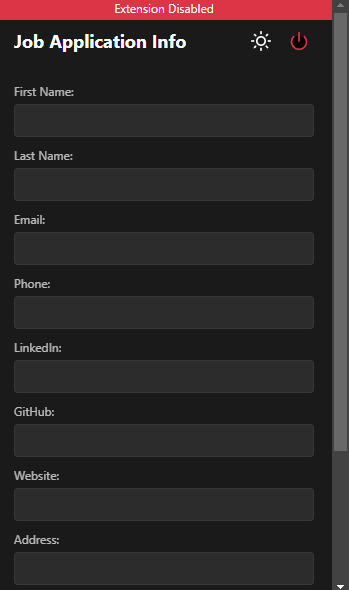 Extension Disabled
Job Application Info
First Name:
Last Name:
Email:
Phone:
LinkedIn:
GitHub:
Website:
Address: